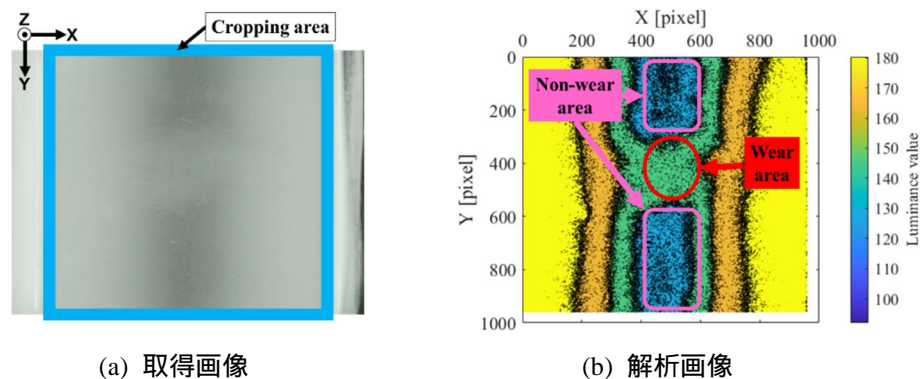 Z
X
Y
Cropping area
(a) 取得画像
X [pixel]
0 200 400 600 800 1000
0
200
400
600
800
1000
Y [pixel]
Non-wear
area
Wear
area
180
170
160
150
140
130
120
110
100
Luminance value
(b) 解析画像